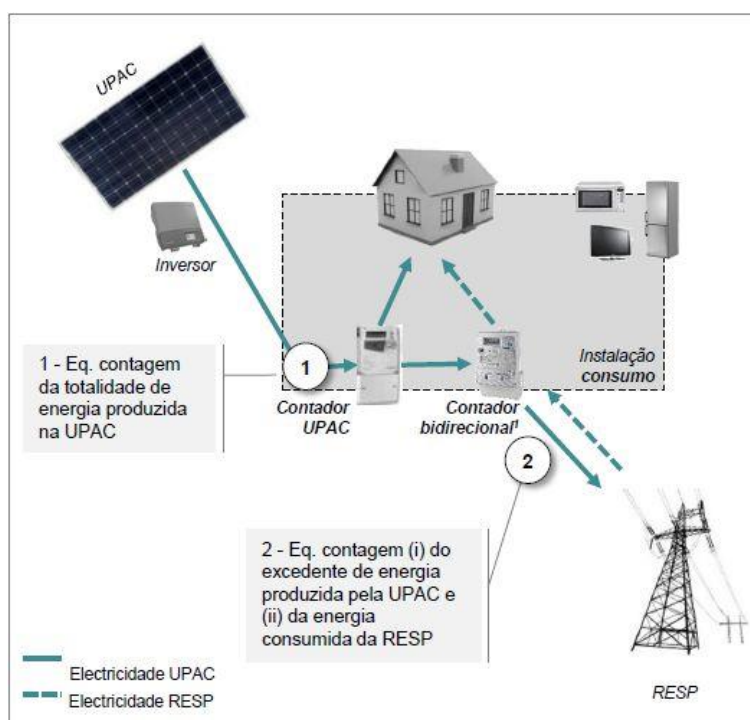 UPAC
Inversor
1 - Eq. contagem
da totalidade de
energia produzida
na UPAC
1
Contador
UPAC
Contador
bidirecional¹
Instalação
consumo
2
2 - Eq. contagem (i) do
excedente de energia
produzida pela UPAC e
(ii) da energia
consumida da RESP
Electricidade UPAC
Electricidade RESP
RESP